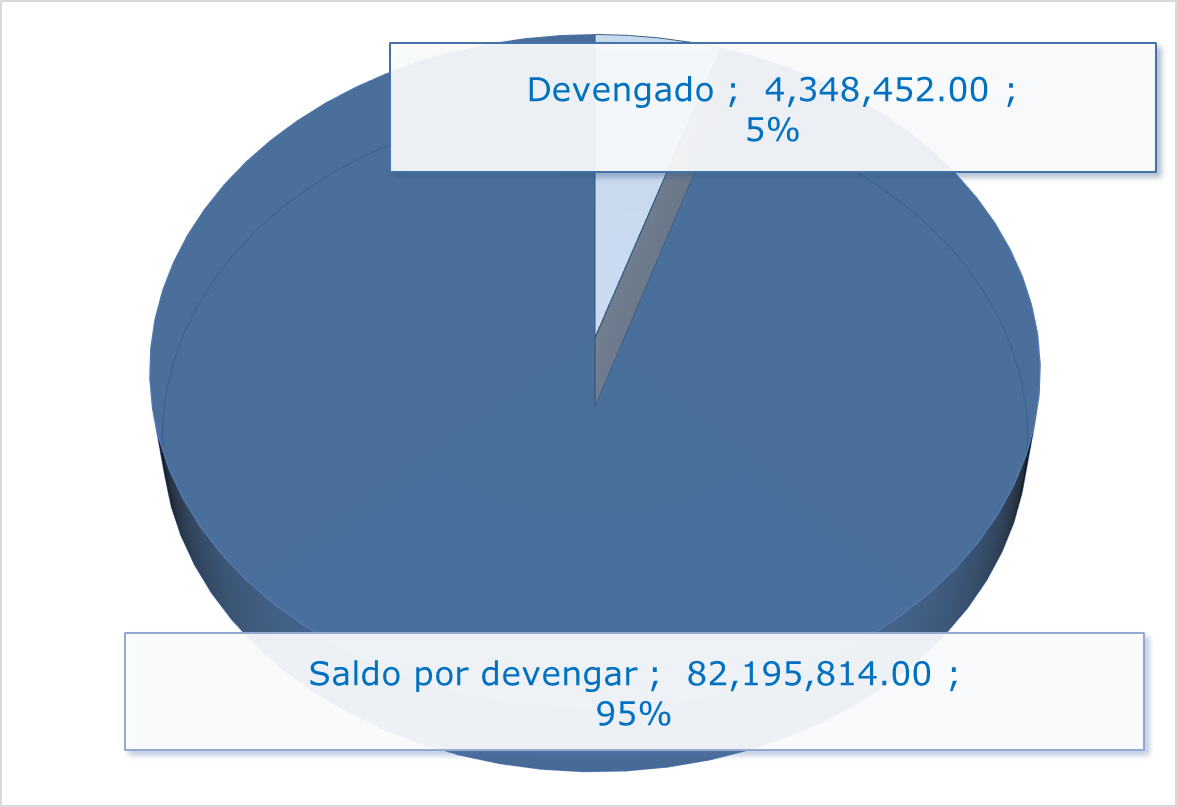 Devengado ; 4,348,452.00 ;
5%
Saldo por devengar ; 82,195,814.00 ;
95%